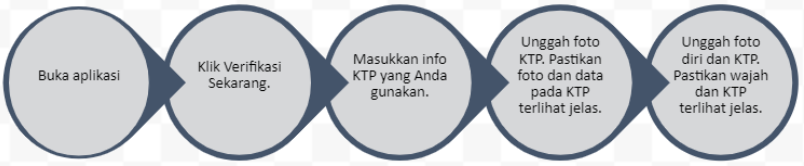 Buka aplikasi
Klik Verifikasi
Sekarang.
Masukkan info
KTP yang Anda
gunakan.
Unggah foto
KTP. Pastikan
foto dan data
pada KTP
terlihat jelas.
Unggah foto
diri dan KTP.
Pastikan wajah
dan KTP
terlihat jelas.